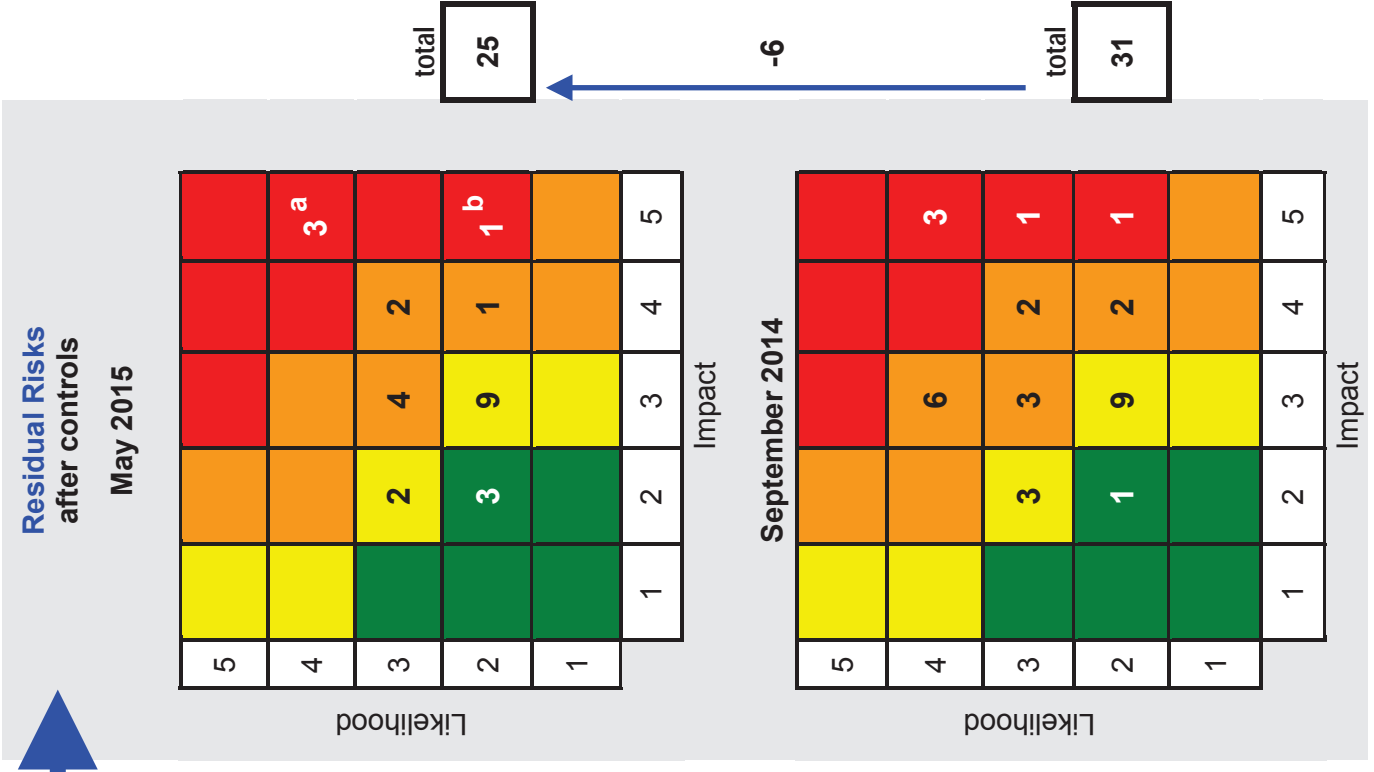 Residual Risks
after controls
May 2015
5
4 3 a
3 2 4 2
2 3 9 1 1 b
1
1 2 3 4 5
Impact
Likelihood
total
25
-6
September 2014
5
4 6 3
3 3 3 2 1
2 1 9 2 1
1
1 2 3 4 5
Impact
Likelihood
total
31